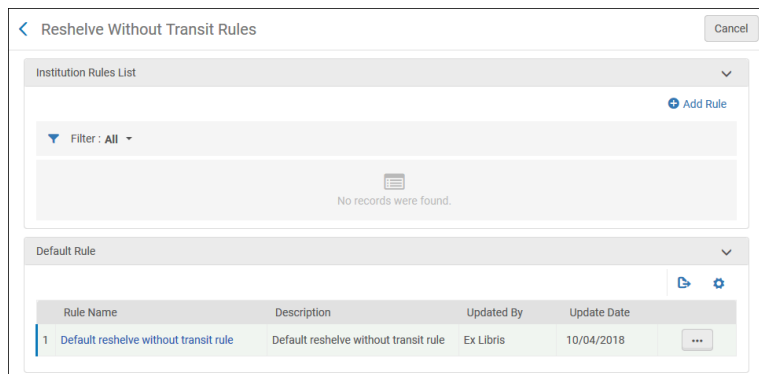 Reshelve Without Transit Rules
Cancel
Institution Rules List
Add Rule
Filter : All
No records were found.
Default Rule
Rule Name Description Updated By Update Date
1 Default reshelve without transit rule Default reshelve without transit rule Ex Libris 10/04/2018 ...